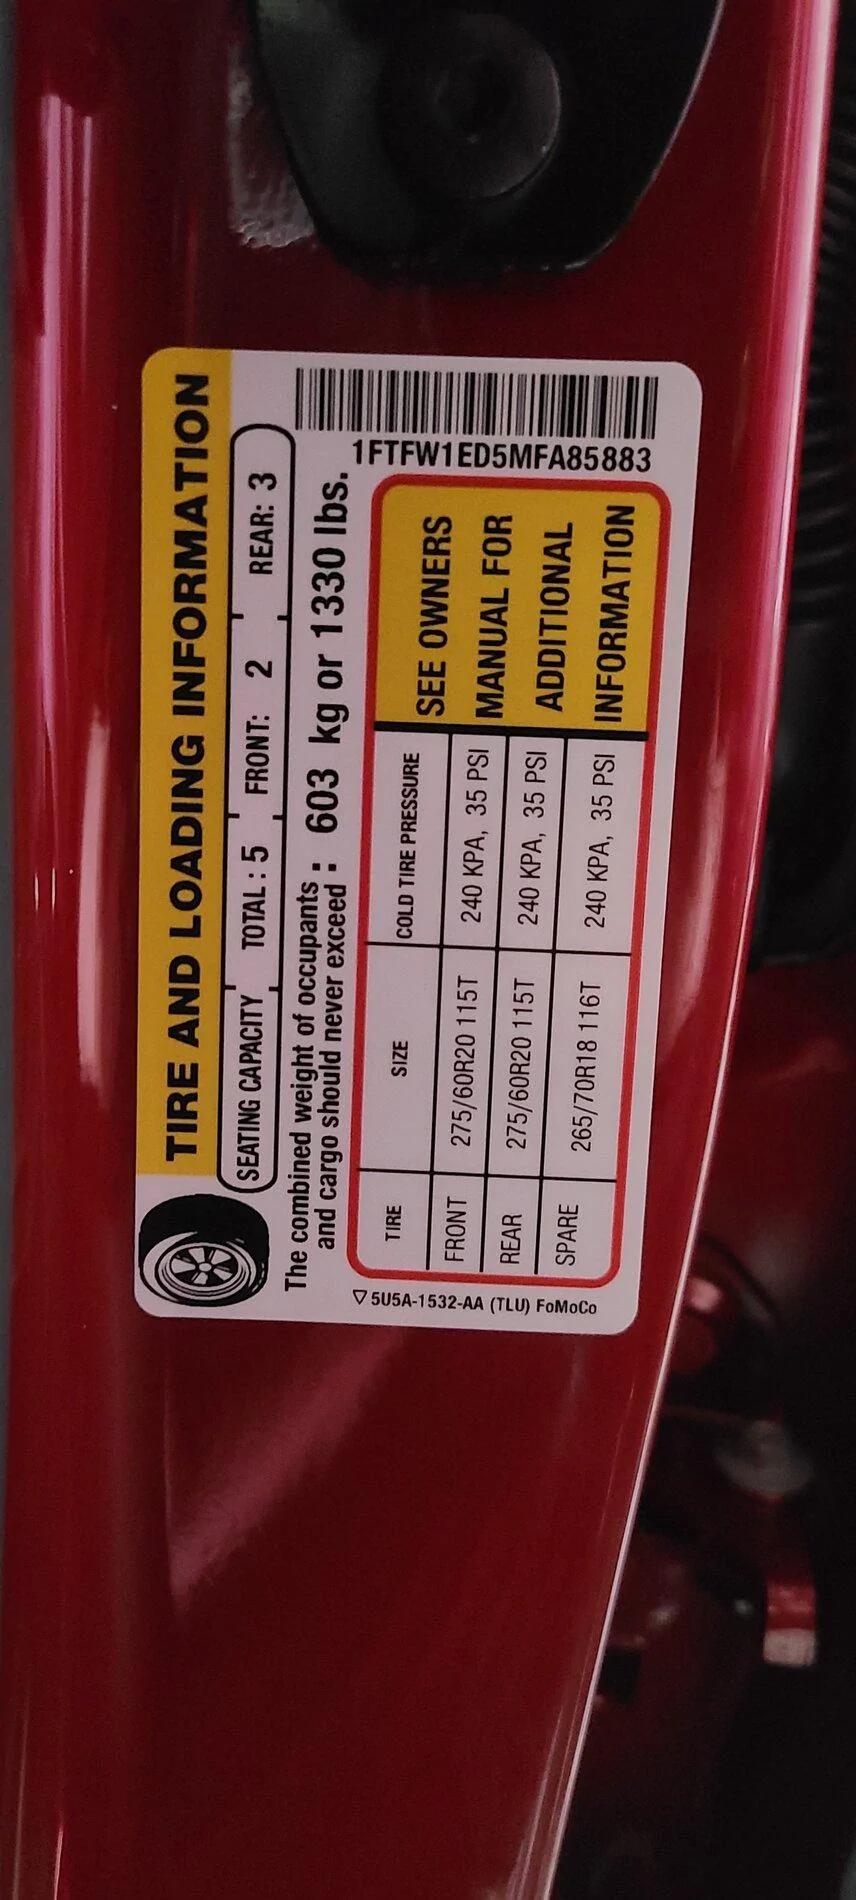 TIRE AND LOADING INFORMATION
SEATING CAPACITY TOTAL : 5 FRONT: 2 REAR: 3
The combined weight of occupants
and cargo should never exceed : 603 kg or 1330 lbs.
TIRE SIZE COLD TIRE PRESSURE
FRONT 275/60R20 115T 240 KPA, 35 PSI
REAR 275/60R20 115T 240 KPA, 35 PSI
SPARE 265/70R18 116T 240 KPA, 35 PSI
SEE OWNERS
MANUAL FOR
ADDITIONAL
INFORMATION
1FTFW1ED5MFA85883
5U5A-1532-AA (TLU) FoMoCo